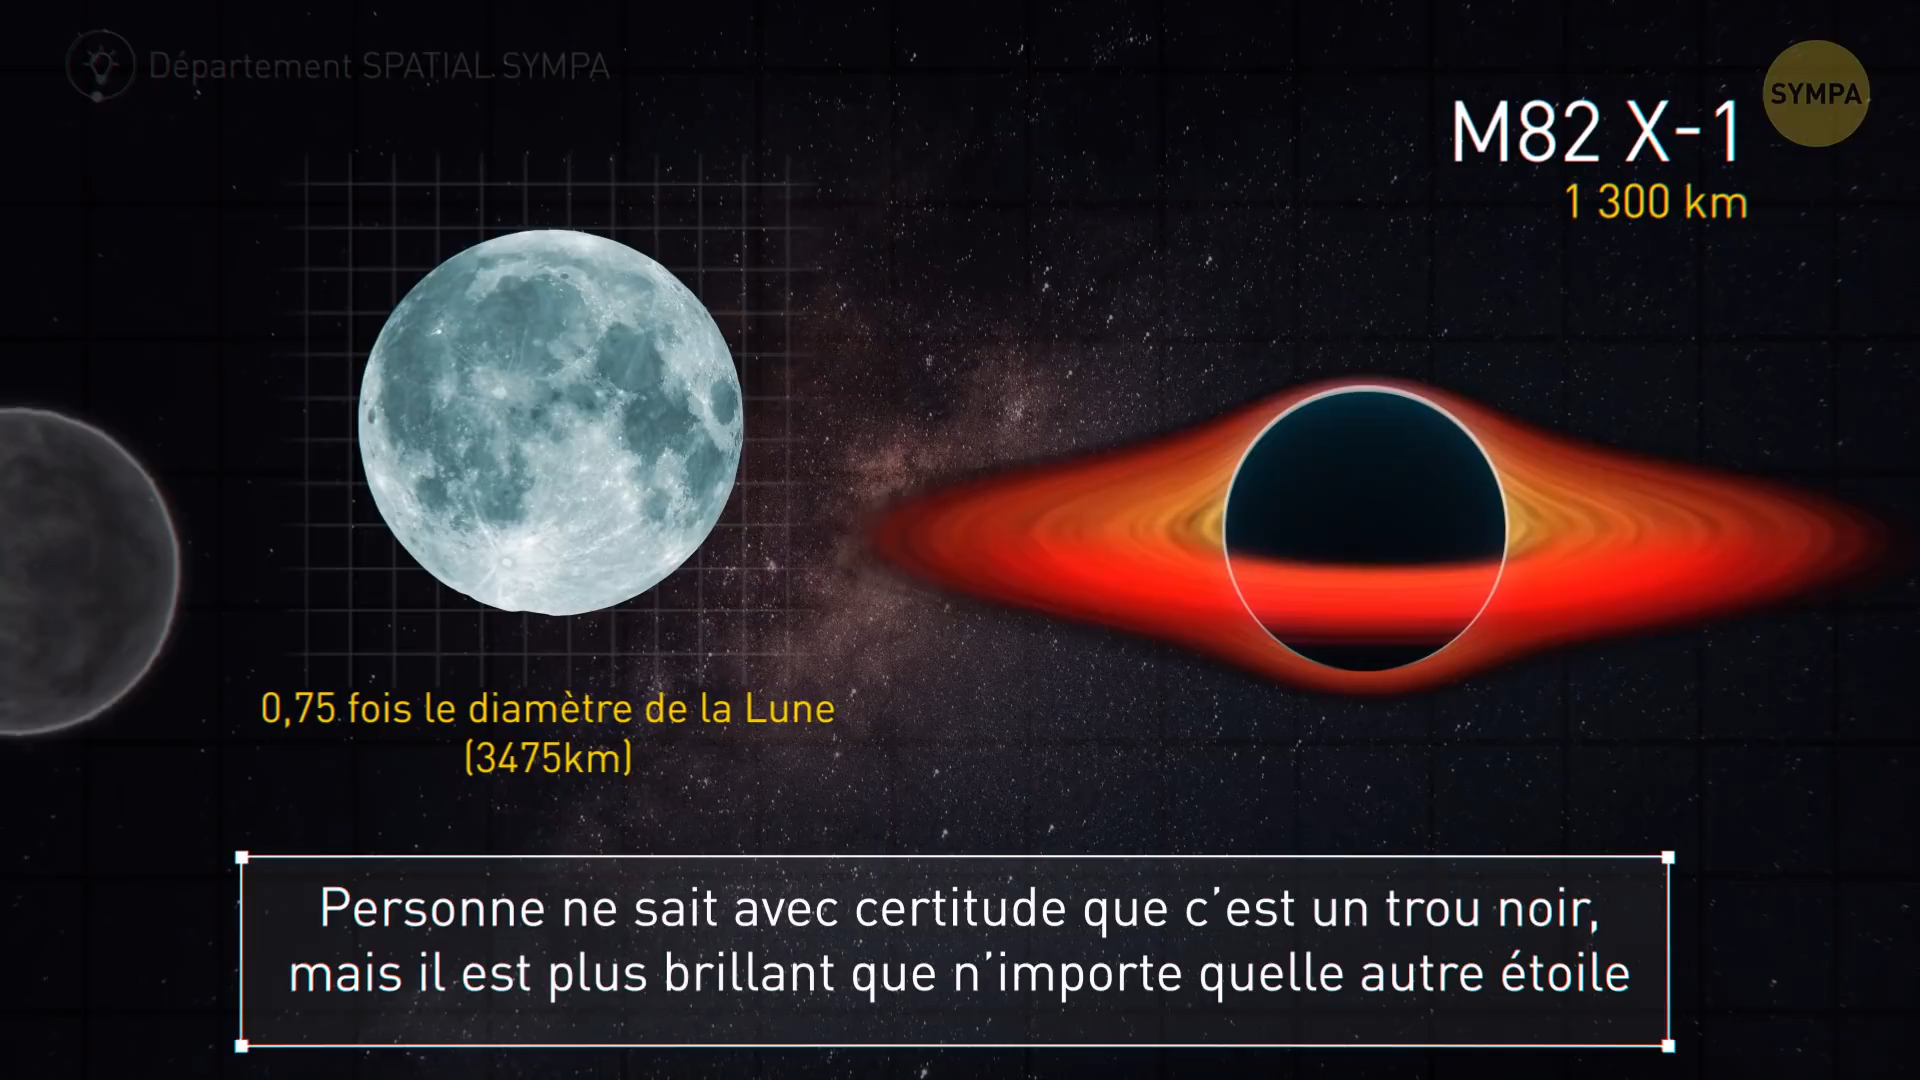 Département SPATIAL SYMPA
SYMPA
M82 X-1
1 300 km
0,75 fois le diamètre de la Lune
(3475km)
Personne ne sait avec certitude que c’est un trou noir,
mais il est plus brillant que n’importe quelle autre étoile